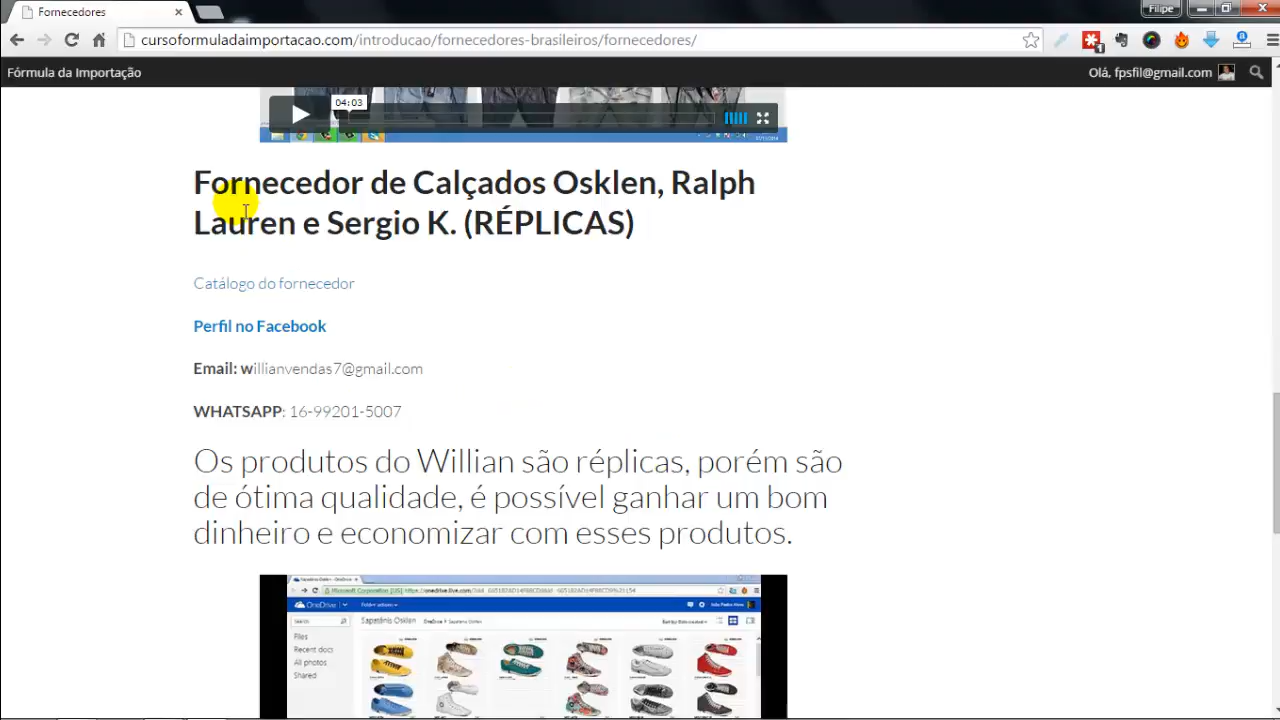 Fornecedores
Filipe
cursoformuladaimportacao.com/introducao/fornecedores-brasileiros/fornecedores/
Fórmula da Importação
Olá, fpsfil@gmail.com
04:03
Fornecedor de Calçados Osklen, Ralph
Lauren e Sergio K. (RÉPLICAS)
Catálogo do fornecedor
Perfil no Facebook
Email: willianvendas7@gmail.com
WHATSAPP: 16-99201-5007
Os produtos do Willian são réplicas, porém são
de ótima qualidade, é possível ganhar um bom
dinheiro e economizar com esses produtos.
OneDrive
Sapatênis Osklen
Files
Recent docs
All photos
Shared